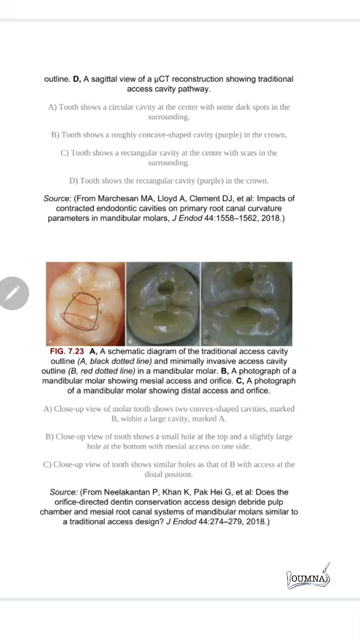 outline. D, A sagittal view of a μCT reconstruction showing traditional
access cavity pathway.
A) Tooth shows a circular cavity at the center with some dark spots in the
surrounding.
B) Tooth shows a roughly concave-shaped cavity (purple) in the crown.
C) Tooth shows a rectangular cavity at the center with scars in the
surrounding.
D) Tooth shows the rectangular cavity (purple) in the crown.
Source: (From Marchesan MA, Lloyd A, Clement DJ, et al: Impacts of
contracted endodontic cavities on primary root canal curvature
parameters in mandibular molars, J Endod 44:1558–1562, 2018.)
A
B
C
FIG. 7.23 A, A schematic diagram of the traditional access cavity
outline (A, black dotted line) and minimally invasive access cavity
outline (B, red dotted line) in a mandibular molar. B, A photograph of a
mandibular molar showing mesial access and orifice. C, A photograph
of a mandibular molar showing distal access and orifice.
A) Close-up view of molar tooth shows two convex-shaped cavities, marked
B, within a large cavity, marked A.
B) Close-up view of tooth shows a small hole at the top and a slightly large
hole at the bottom with mesial access on one side.
C) Close-up view of tooth shows similar holes as that of B with access at the
distal position.
Source: (From Neelakantan P, Khan K, Pak Hei G, et al: Does the
orifice-directed dentin conservation access design debride pulp
chamber and mesial root canal systems of mandibular molars similar to
a traditional access design? J Endod 44:274–279, 2018.)
OUMNA